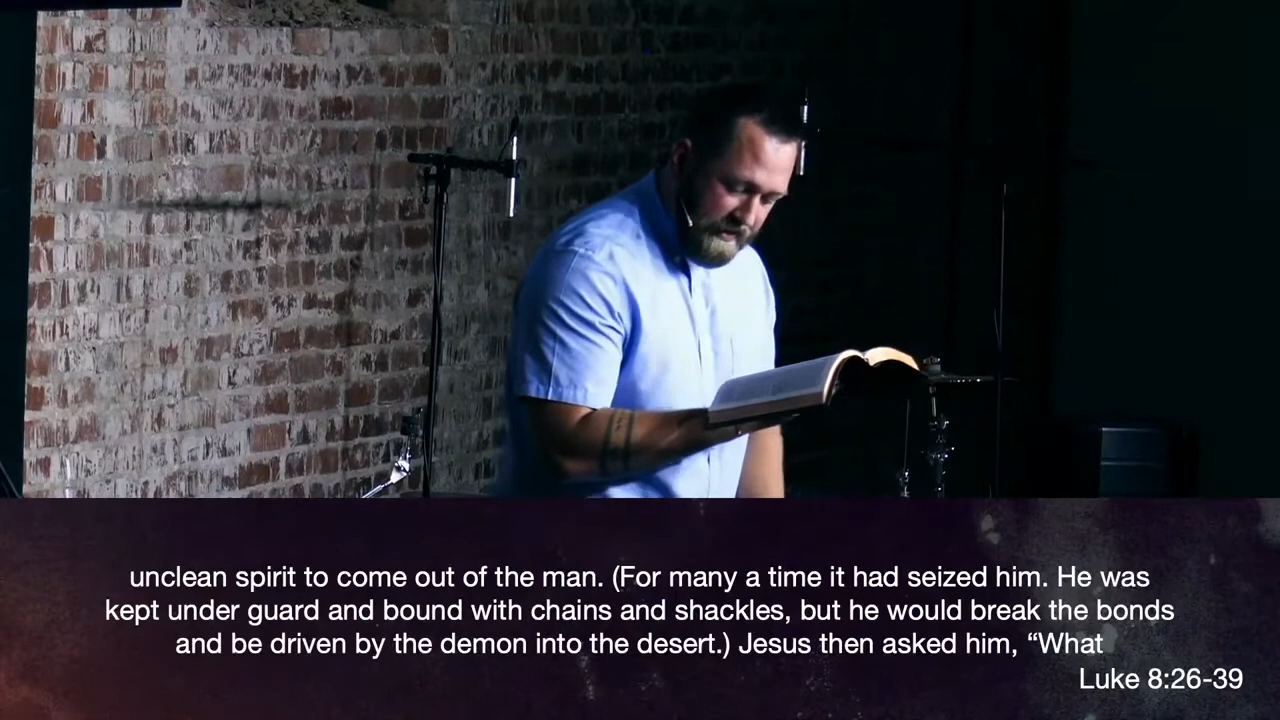 unclean spirit to come out of the man. (For many a time it had seized him. He was
kept under guard and bound with chains and shackles, but he would break the bonds
and be driven by the demon into the desert.) Jesus then asked him, “What
Luke 8:26-39